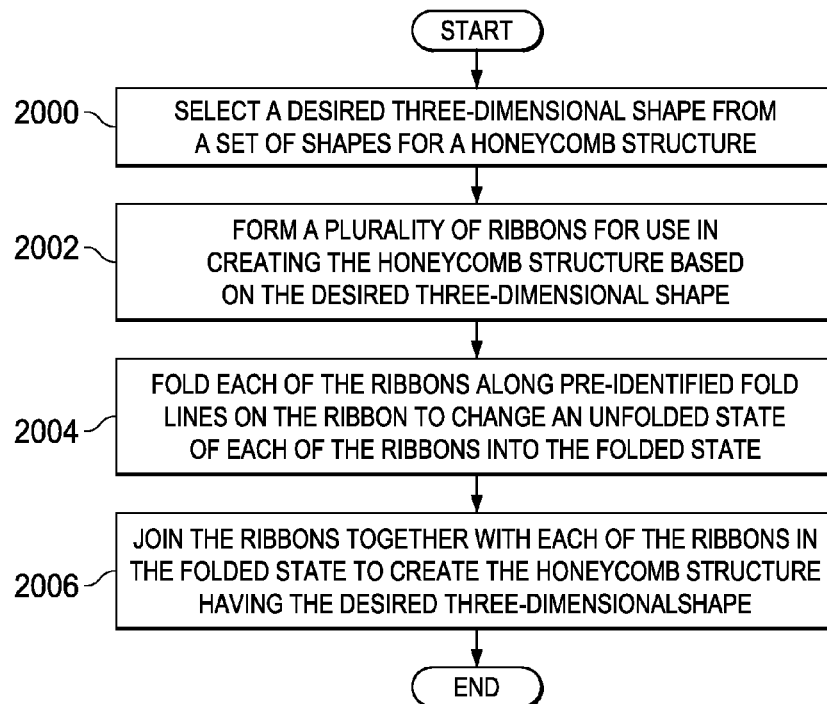 START
2000
SELECT A DESIRED THREE-DIMENSIONAL SHAPE FROM
A SET OF SHAPES FOR A HONEYCOMB STRUCTURE
2002
FORM A PLURALITY OF RIBBONS FOR USE IN
CREATING THE HONEYCOMB STRUCTURE BASED
ON THE DESIRED THREE-DIMENSIONAL SHAPE
2004
FOLD EACH OF THE RIBBONS ALONG PRE-IDENTIFIED FOLD
LINES ON THE RIBBON TO CHANGE AN UNFOLDED STATE
OF EACH OF THE RIBBONS INTO THE FOLDED STATE
2006
JOIN THE RIBBONS TOGETHER WITH EACH OF THE RIBBONS IN
THE FOLDED STATE TO CREATE THE HONEYCOMB STRUCTURE
HAVING THE DESIRED THREE-DIMENSIONALSHAPE
END